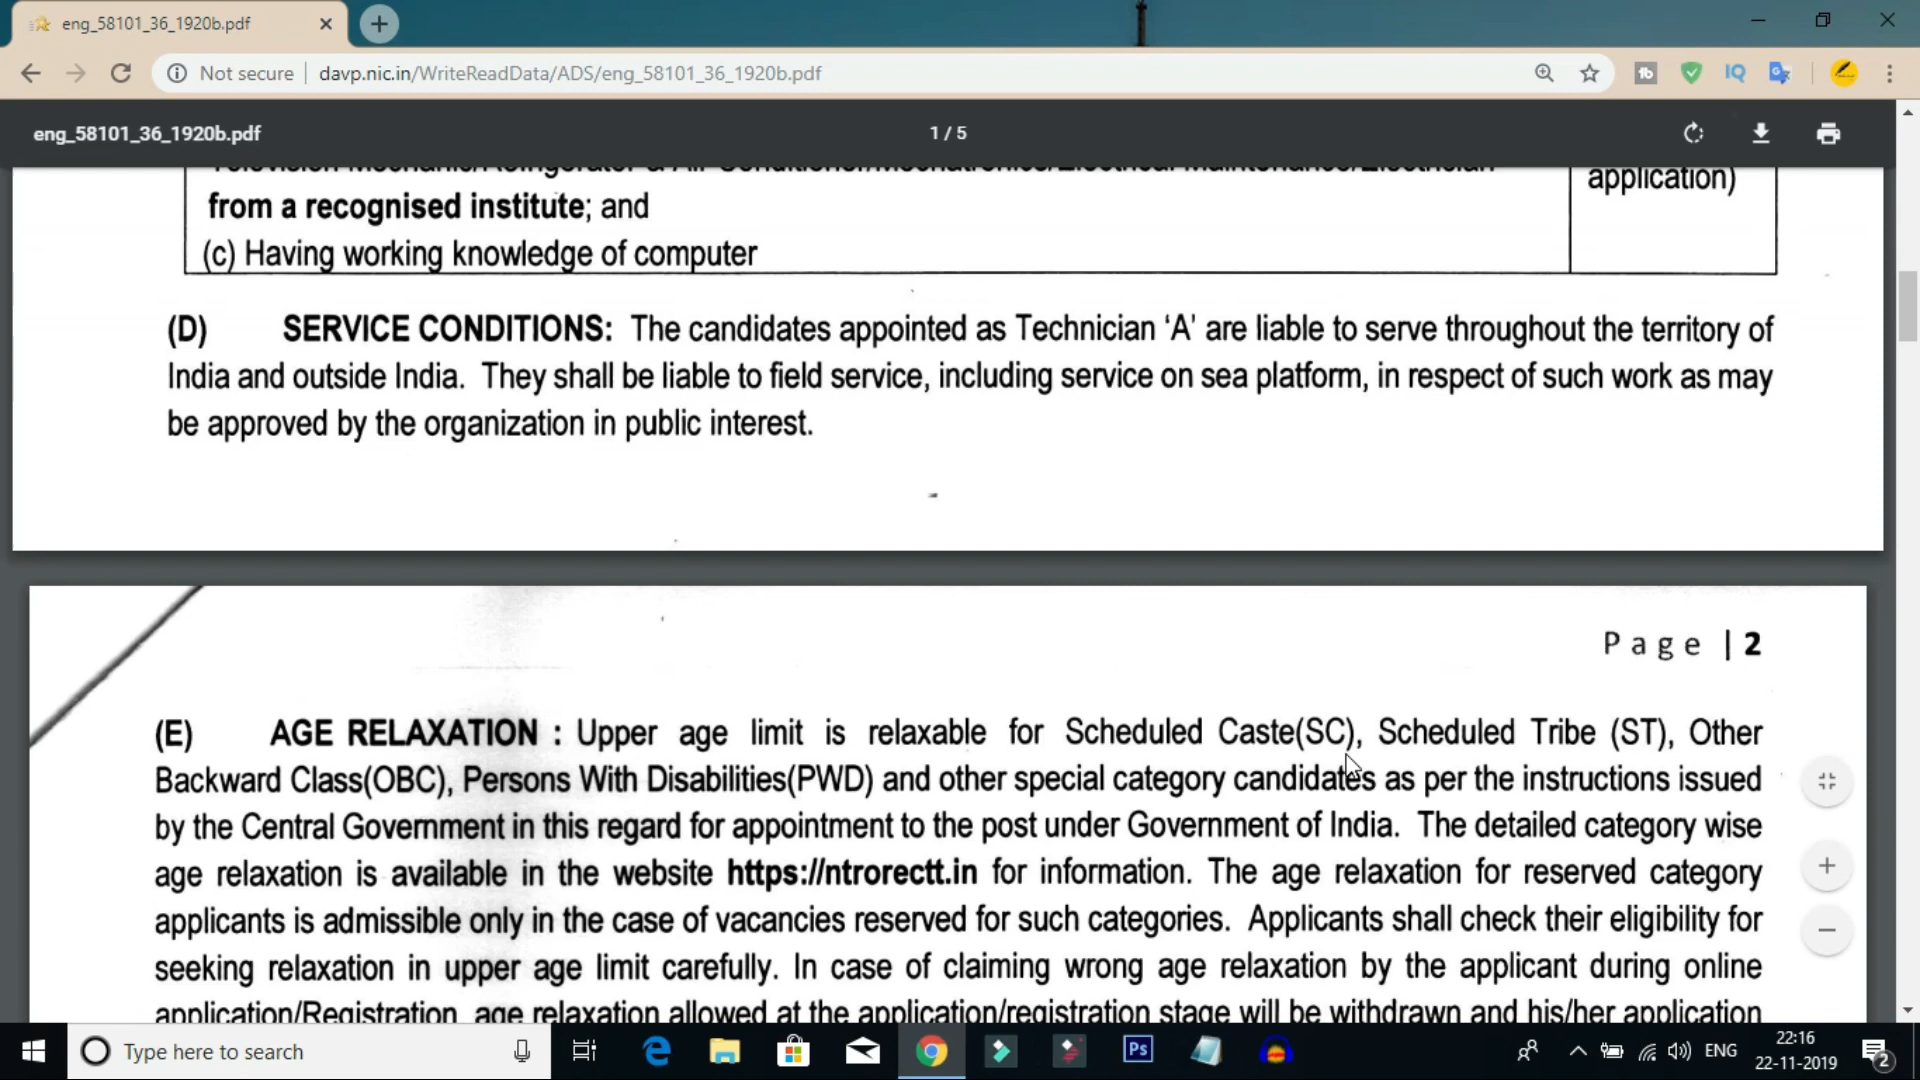 eng_58101_36_1920b.pdf
Not secure davp.nic.in/WriteReadData/ADS/eng_58101_36_1920b.pdf
eng_58101_36_1920b.pdf 1 / 5
application)
from a recognised institute; and
(c) Having working knowledge of computer
(D) SERVICE CONDITIONS: The candidates appointed as Technician ‘A’ are liable to serve throughout the territory of
India and outside India. They shall be liable to field service, including service on sea platform, in respect of such work as may
be approved by the organization in public interest.
Page | 2
(E) AGE RELAXATION : Upper age limit is relaxable for Scheduled Caste(SC), Scheduled Tribe (ST), Other
Backward Class(OBC), Persons With Disabilities(PWD) and other special category candidates as per the instructions issued
by the Central Government in this regard for appointment to the post under Government of India. The detailed category wise
age relaxation is available in the website https://ntrorectt.in for information. The age relaxation for reserved category
applicants is admissible only in the case of vacancies reserved for such categories. Applicants shall check their eligibility for
seeking relaxation in upper age limit carefully. In case of claiming wrong age relaxation by the applicant during online
application/Registration, age relaxation allowed at the application/registration stage will be withdrawn and his/her application
Type here to search
Ps
ENG
22:16
22-11-2019
2